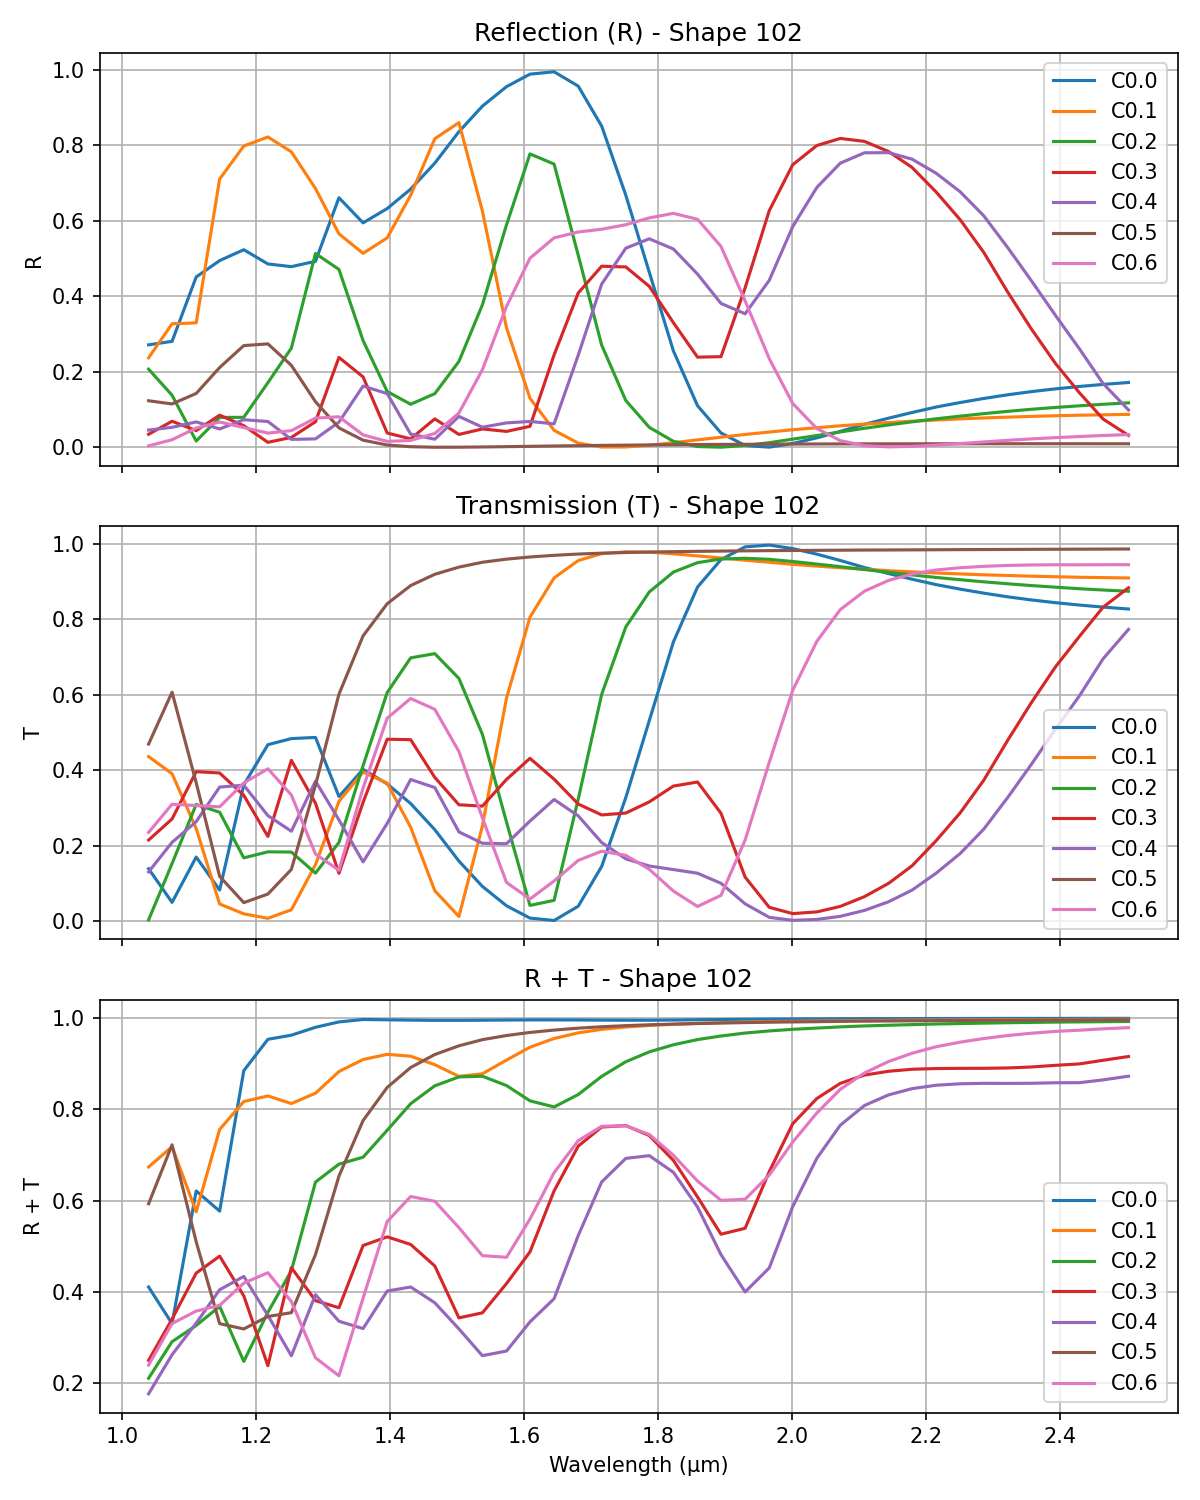 Reflection (R) - Shape 102
1.0
0.8
0.6
0.4
0.2
0.0
R
C0.0
C0.1
C0.2
C0.3
C0.4
C0.5
C0.6
Transmission (T) - Shape 102
1.0
0.8
0.6
0.4
0.2
0.0
T
C0.0
C0.1
C0.2
C0.3
C0.4
C0.5
C0.6
R + T - Shape 102
1.0
0.8
0.6
0.4
0.2
R + T
C0.0
C0.1
C0.2
C0.3
C0.4
C0.5
C0.6
1.0 1.2 1.4 1.6 1.8 2.0 2.2 2.4
Wavelength (μm)